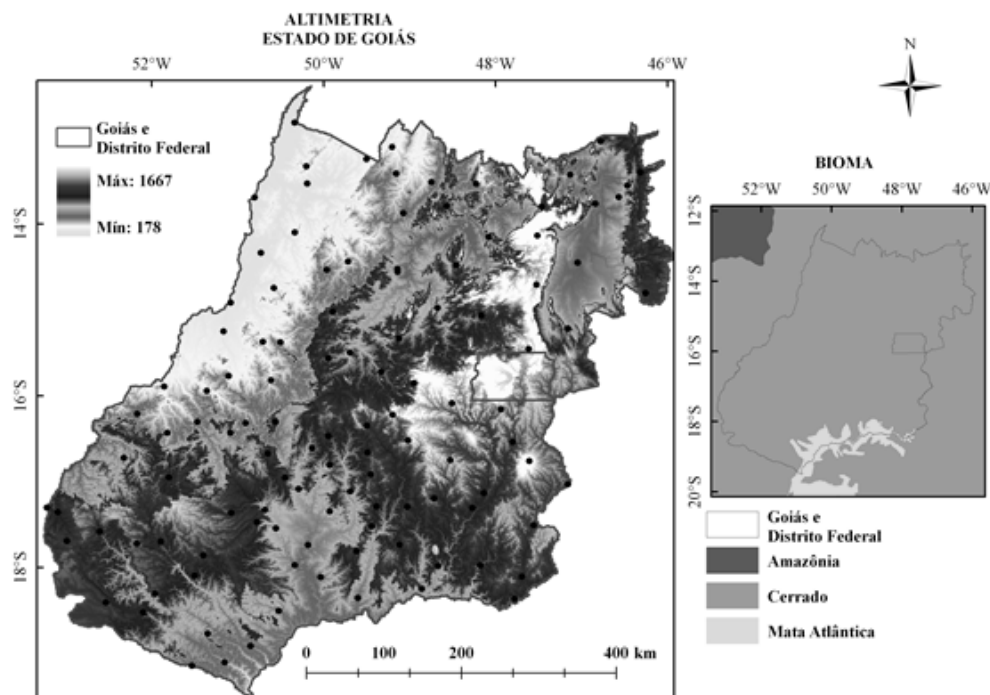 ALTIMETRIA
ESTADO DE GOIÁS
52°W 50°W 48°W 46°W
Goiás e
Distrito Federal
Máx: 1667
Mín: 178
14°S
16°S
18°S
0 100 200 400 km
N
BIOMA
52°W 50°W 48°W 46°W
12°S
14°S
16°S
18°S
20°S
Goiás e
Distrito Federal
Amazônia
Cerrado
Mata Atlântica